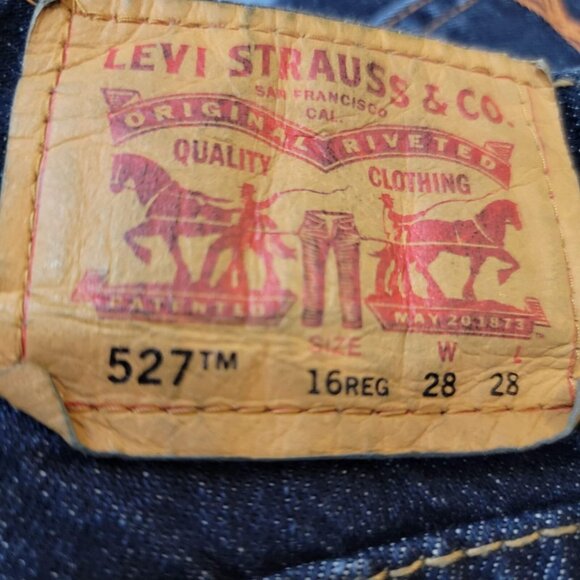 LEVI STRAUSS & CO.
SAN FRANCISCO
CAL.
ORIGINAL RIVETED
QUALITY CLOTHING
PATENTED MAY 20 1873
SIZE W L
527™ 16REG 28 28